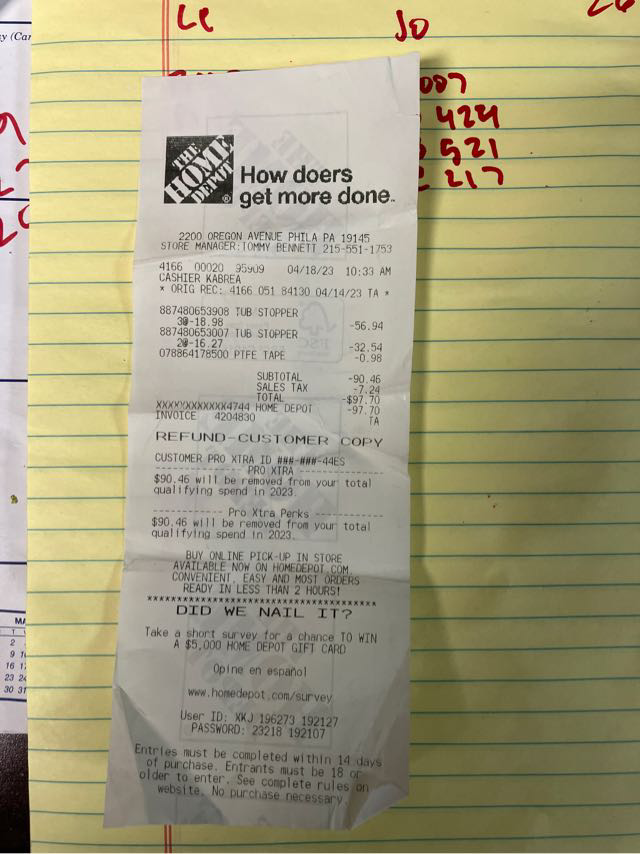 Le Jo
007
424
521
217
THE HOME DEPOT
How doers
get more done.
2200 OREGON AVENUE PHILA PA 19145
STORE MANAGER:TOMMY BENNETT 215-551-1753
4166 00020 95909 04/18/23 10:33 AM
CASHIER KABREA
* ORIG REC: 4166 051 84130 04/14/23 TA *
887480653908 TUB STOPPER
3@-18.98 -56.94
887480653007 TUB STOPPER
2@-16.27 -32.54
078864178500 PTFE TAPE -0.98
SUBTOTAL -90.46
SALES TAX -7.24
TOTAL -$97.70
XXXXXXXXXXXX4744 HOME DEPOT -97.70
INVOICE 4204830 TA
REFUND-CUSTOMER COPY
CUSTOMER PRO XTRA ID ###-###-44ES
PRO XTRA
$90.46 will be removed from your total
qualifying spend in 2023.
Pro Xtra Perks
$90.46 will be removed from your total
qualifying spend in 2023.
BUY ONLINE PICK-UP IN STORE
AVAILABLE NOW ON HOMEDEPOT.COM.
CONVENIENT, EASY AND MOST ORDERS
READY IN LESS THAN 2 HOURS!
****************************************
DID WE NAIL IT?
Take a short survey for a chance TO WIN
A $5,000 HOME DEPOT GIFT CARD
Opine en español
www.homedepot.com/survey
User ID: XKJ 196273 192127
PASSWORD: 23218 192107
Entries must be completed within 14 days
of purchase. Entrants must be 18 or
older to enter. See complete rules on
website. No purchase necessary.